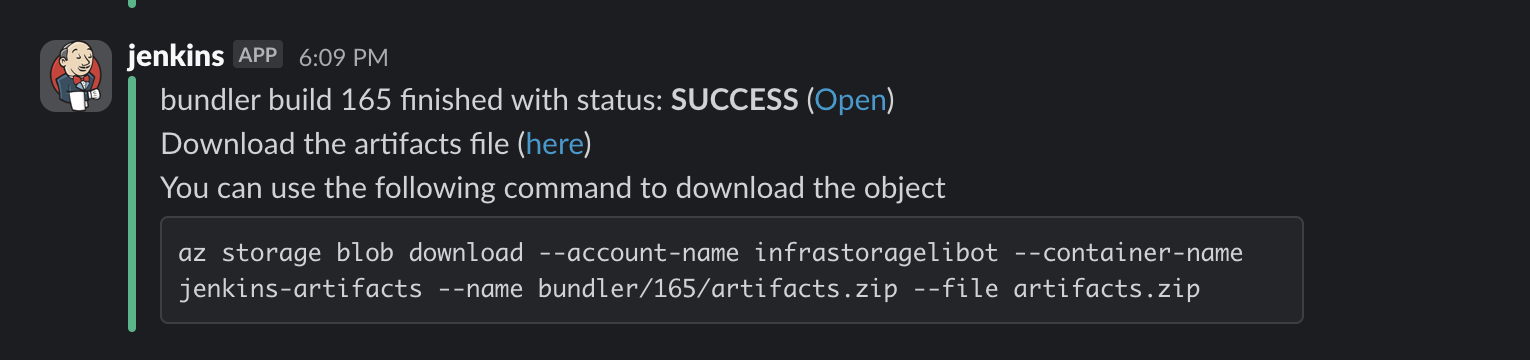 jenkins APP 6:09 PM
bundler build 165 finished with status: SUCCESS (Open)
Download the artifacts file (here)
You can use the following command to download the object
az storage blob download --account-name infrastoragelibot --container-name
jenkins-artifacts --name bundler/165/artifacts.zip --file artifacts.zip